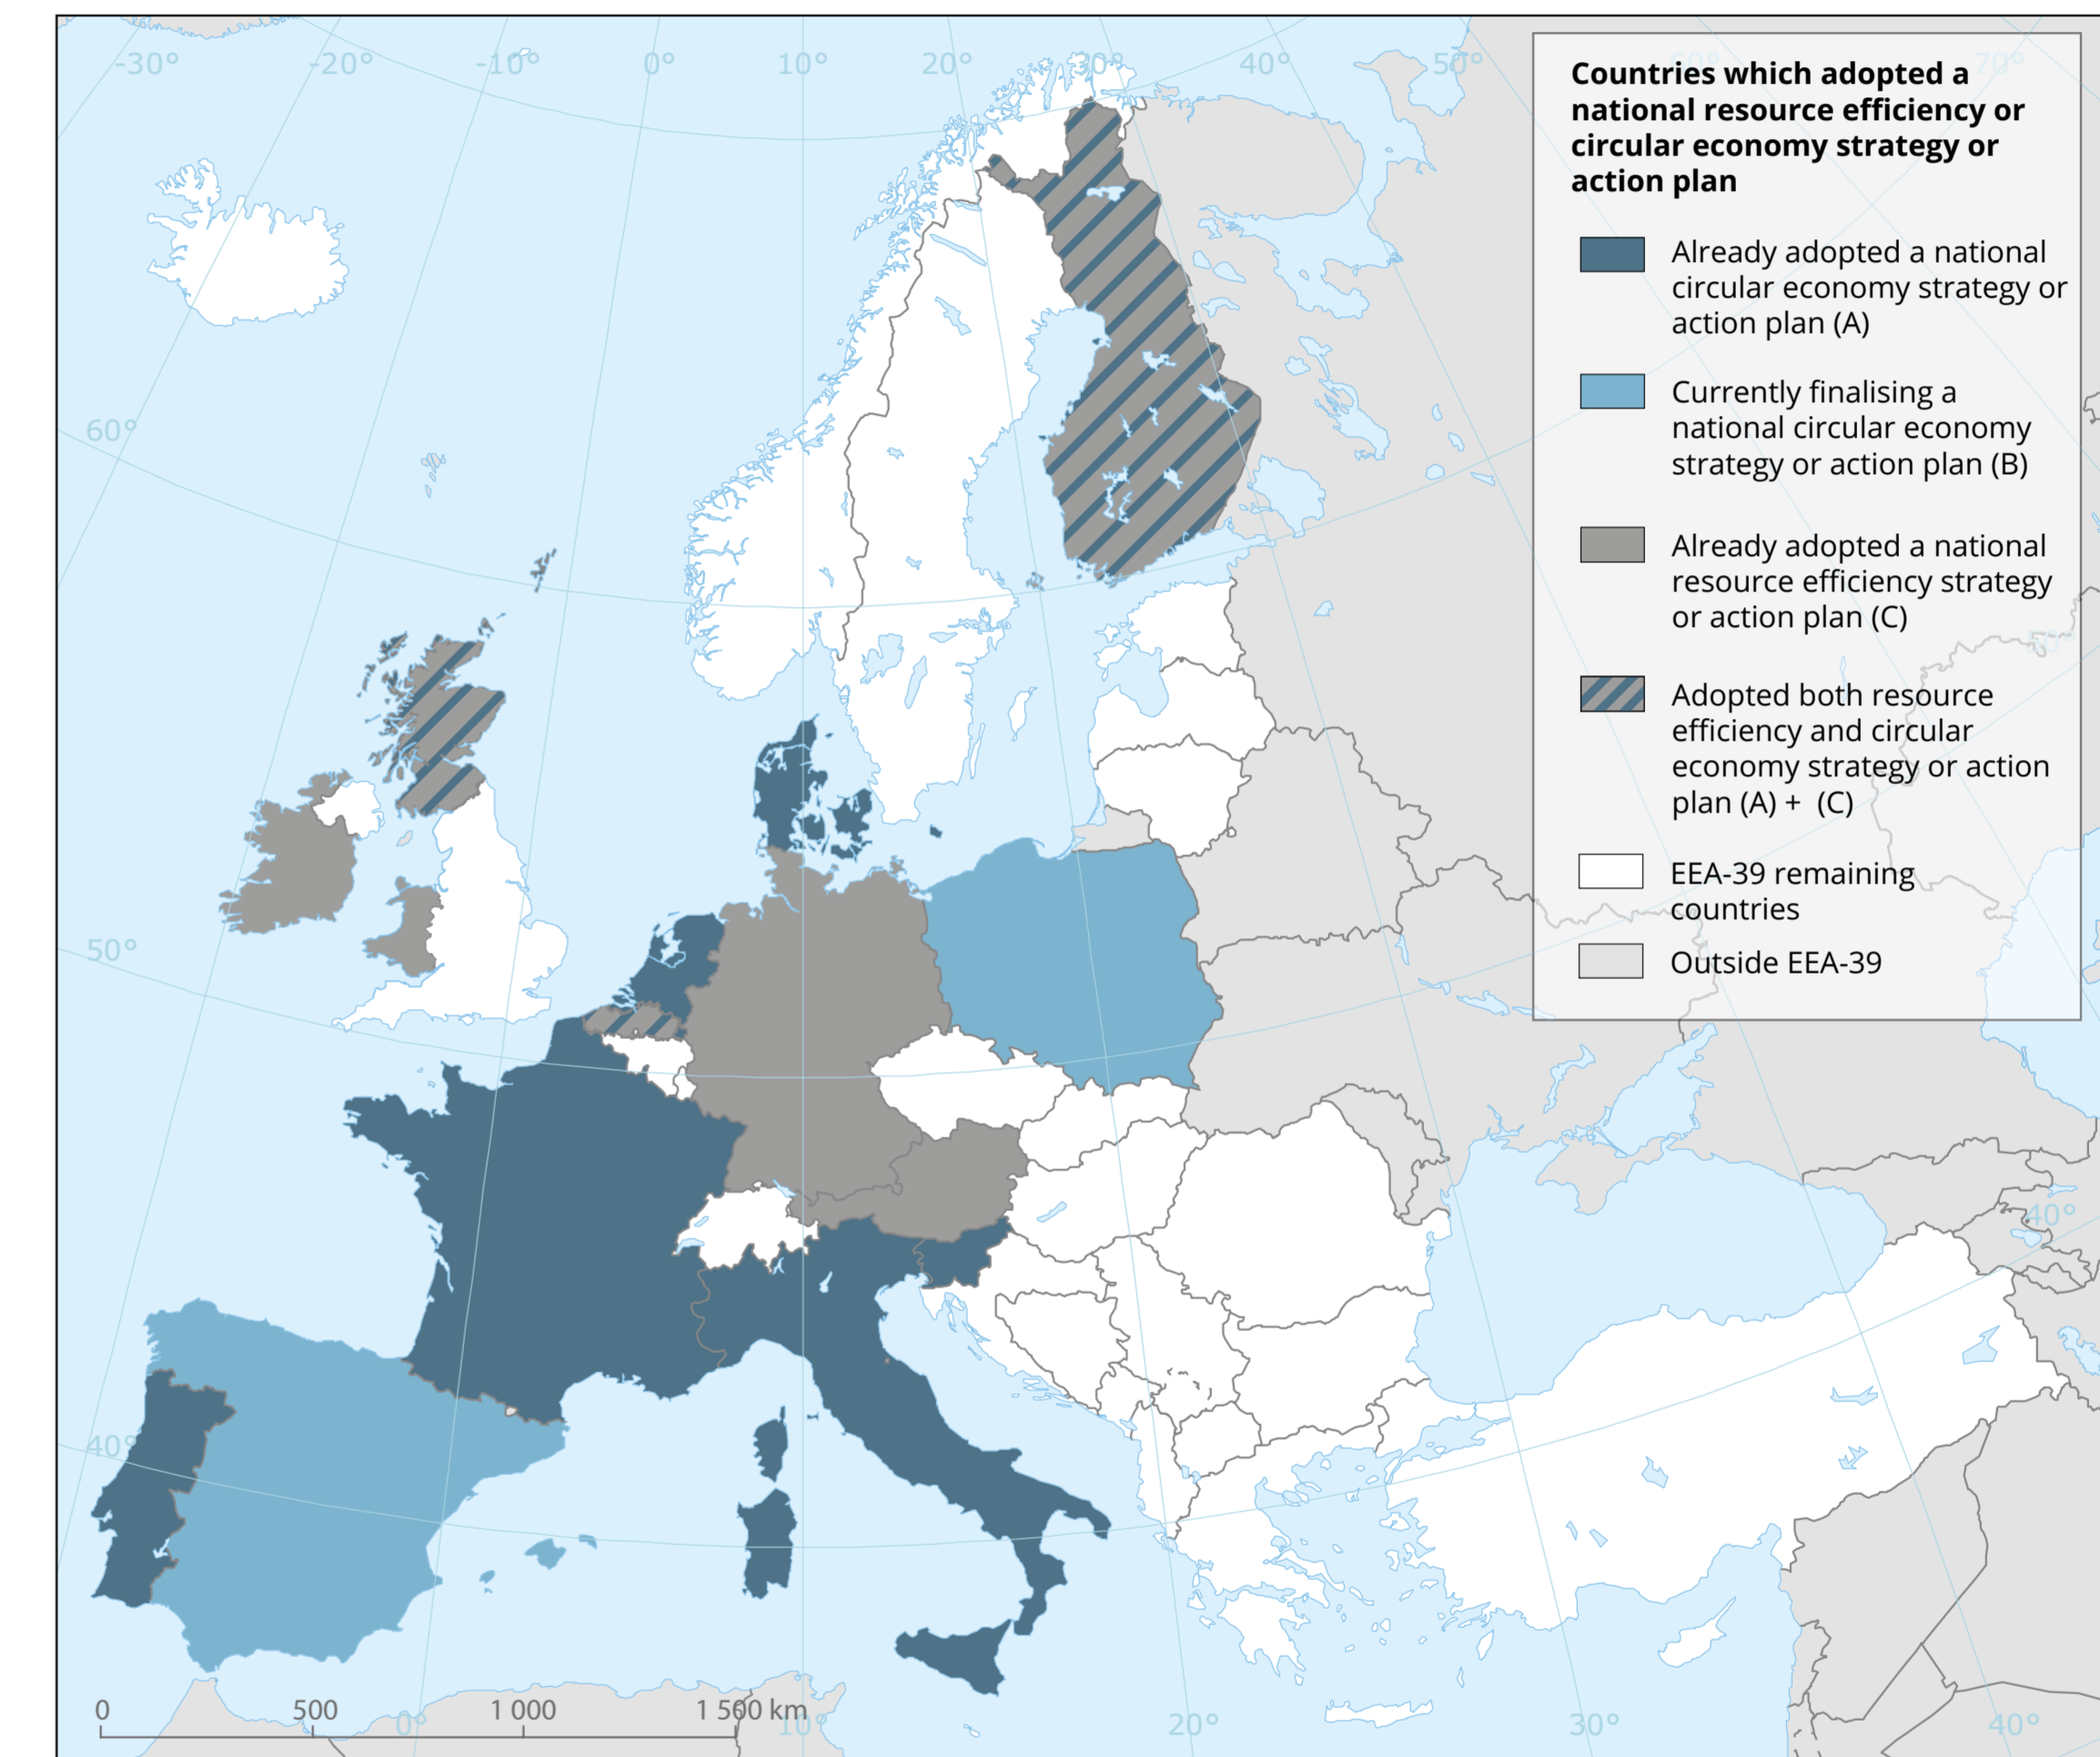 -30°
-20°
-10°
0°
10°
20°
30°
40°
50°
60°
70°
Countries which adopted a
national resource efficiency or
circular economy strategy or
action plan
Already adopted a national
circular economy strategy or
action plan (A)
Currently finalising a
national circular economy
strategy or action plan (B)
Already adopted a national
resource efficiency strategy
or action plan (C)
Adopted both resource
efficiency and circular
economy strategy or action
plan (A) + (C)
EEA-39 remaining
countries
Outside EEA-39
60°
50°
50°
40°
40°
0
500
1 000
1 500 km
0°
10°
20°
30°
40°